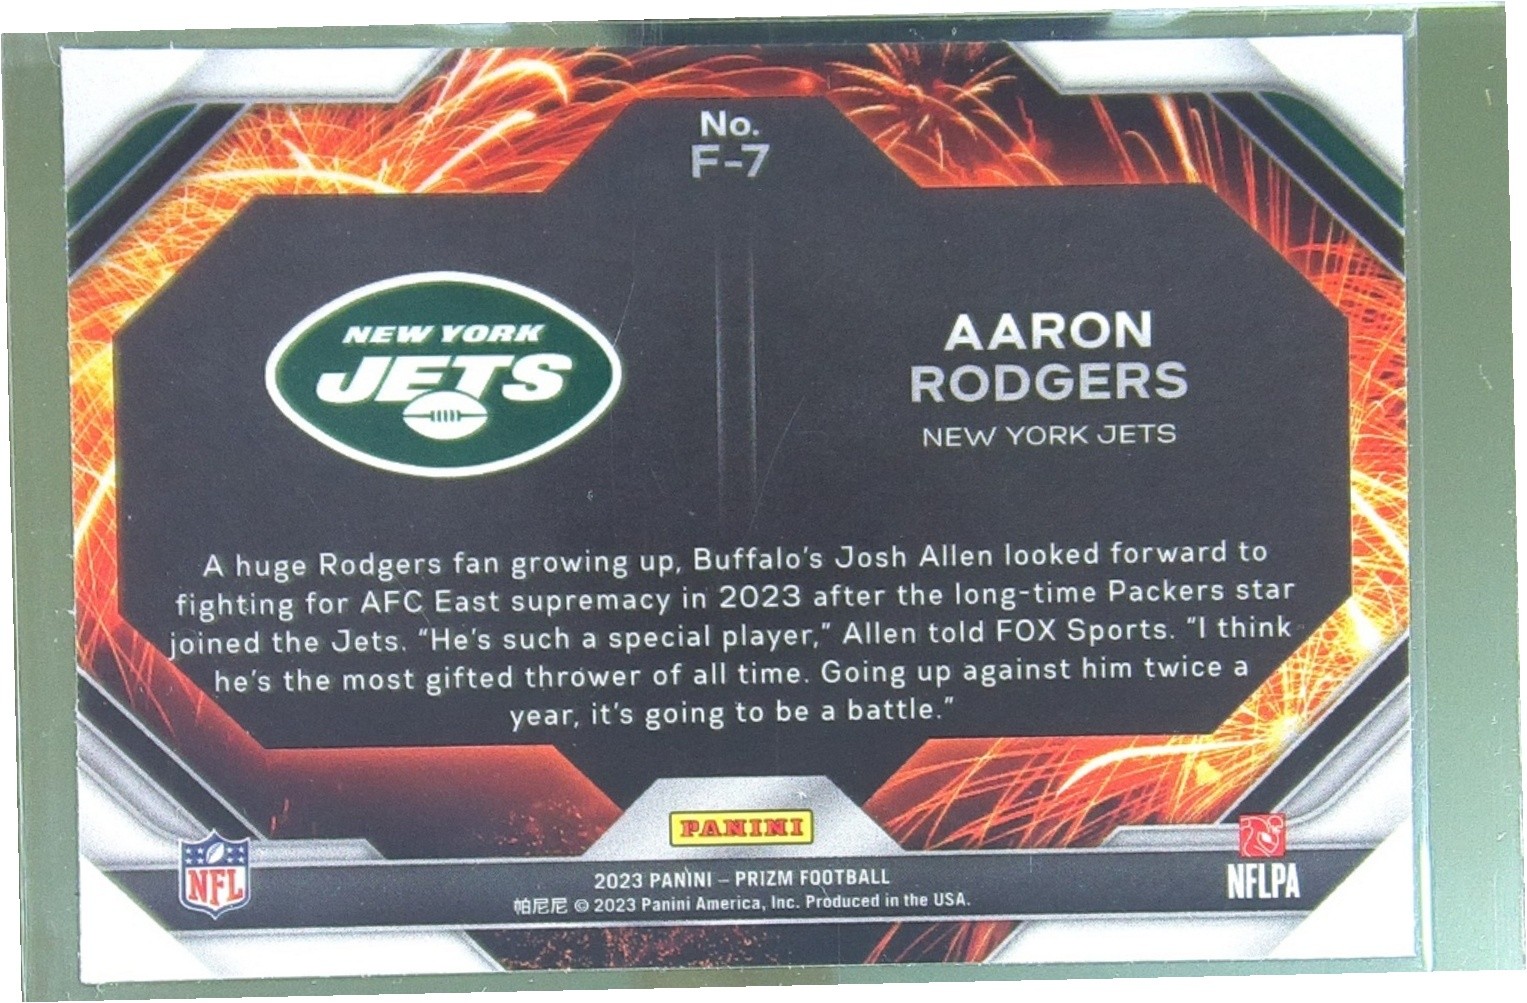 No.
F-7
NEW YORK
JETS
AARON
RODGERS
NEW YORK JETS
A huge Rodgers fan growing up, Buffalo's Josh Allen looked forward to
fighting for AFC East supremacy in 2023 after the long-time Packers star
joined the Jets. "He's such a special player," Allen told FOX Sports. "I think
he's the most gifted thrower of all time. Going up against him twice a
year, it's going to be a battle."
PANINI
NFL
2023 PANINI – PRIZM FOOTBALL
帕尼尼 © 2023 Panini America, Inc. Produced in the USA.
NFLPA